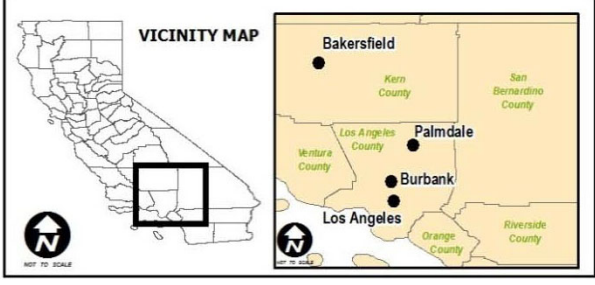 VICINITY MAP
N
NOT TO SCALE
Bakersfield
Kern
County
San
Bernardino
County
Los Angeles
County
Palmdale
Ventura
County
Burbank
Los Angeles
Orange
County
Riverside
County
N
NOT TO SCALE